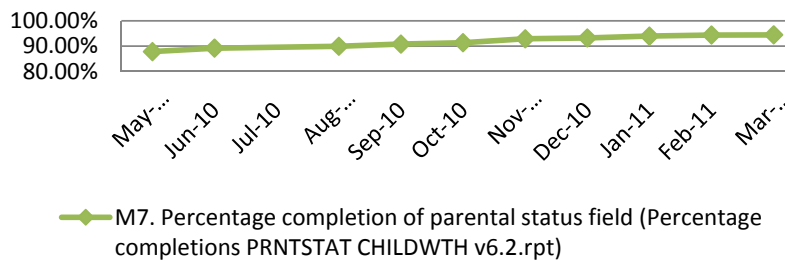 100.00%
90.00%
80.00%
May-...
Jun-10
Jul-10
Aug-...
Sep-10
Oct-10
Nov-...
Dec-10
Jan-11
Feb-11
Mar-...
M7. Percentage completion of parental status field (Percentage
completions PRNTSTAT CHILDWTH v6.2.rpt)